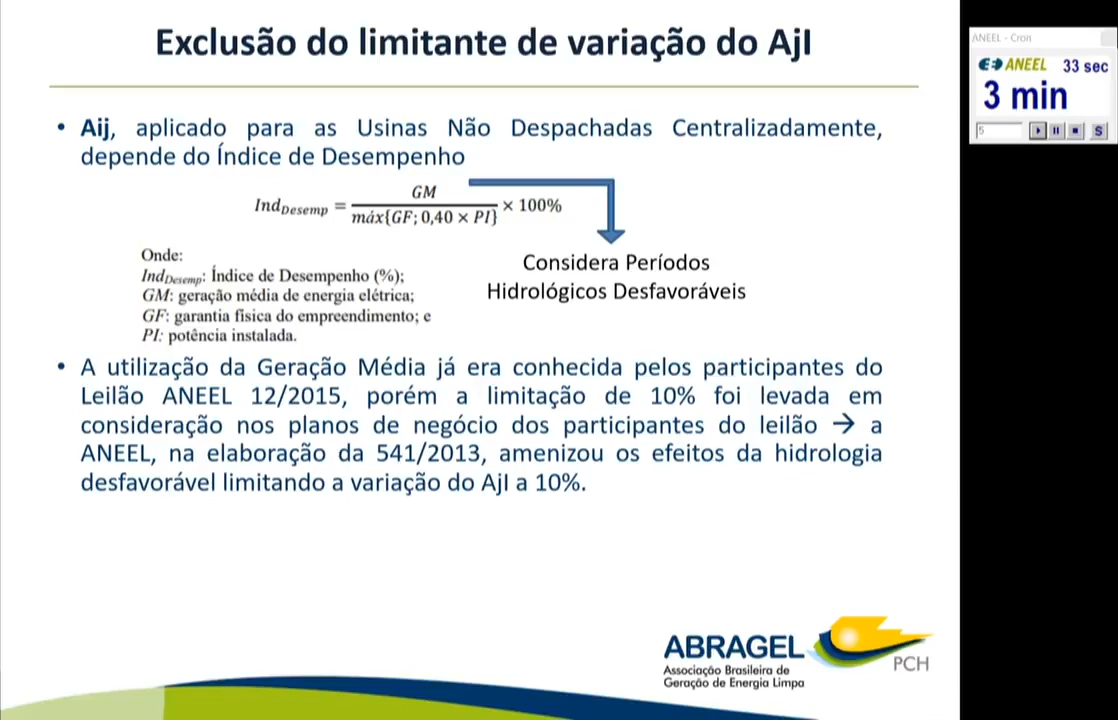 Exclusão do limitante de variação do AjI
• Aij, aplicado para as Usinas Não Despachadas Centralizadamente,
depende do Índice de Desempenho
Ind_Desemp = GM / máx{GF; 0,40 × PI} × 100%
Onde:
Ind_Desemp: Índice de Desempenho (%);
GM: geração média de energia elétrica;
GF: garantia física do empreendimento; e
PI: potência instalada.
Considera Períodos
Hidrológicos Desfavoráveis
• A utilização da Geração Média já era conhecida pelos participantes do
Leilão ANEEL 12/2015, porém a limitação de 10% foi levada em
consideração nos planos de negócio dos participantes do leilão → a
ANEEL, na elaboração da 541/2013, amenizou os efeitos da hidrologia
desfavorável limitando a variação do AjI a 10%.
ABRAGEL
Associação Brasileira de
Geração de Energia Limpa
PCH
ANEEL - Cron
ANEEL 33 sec
3 min
5
S